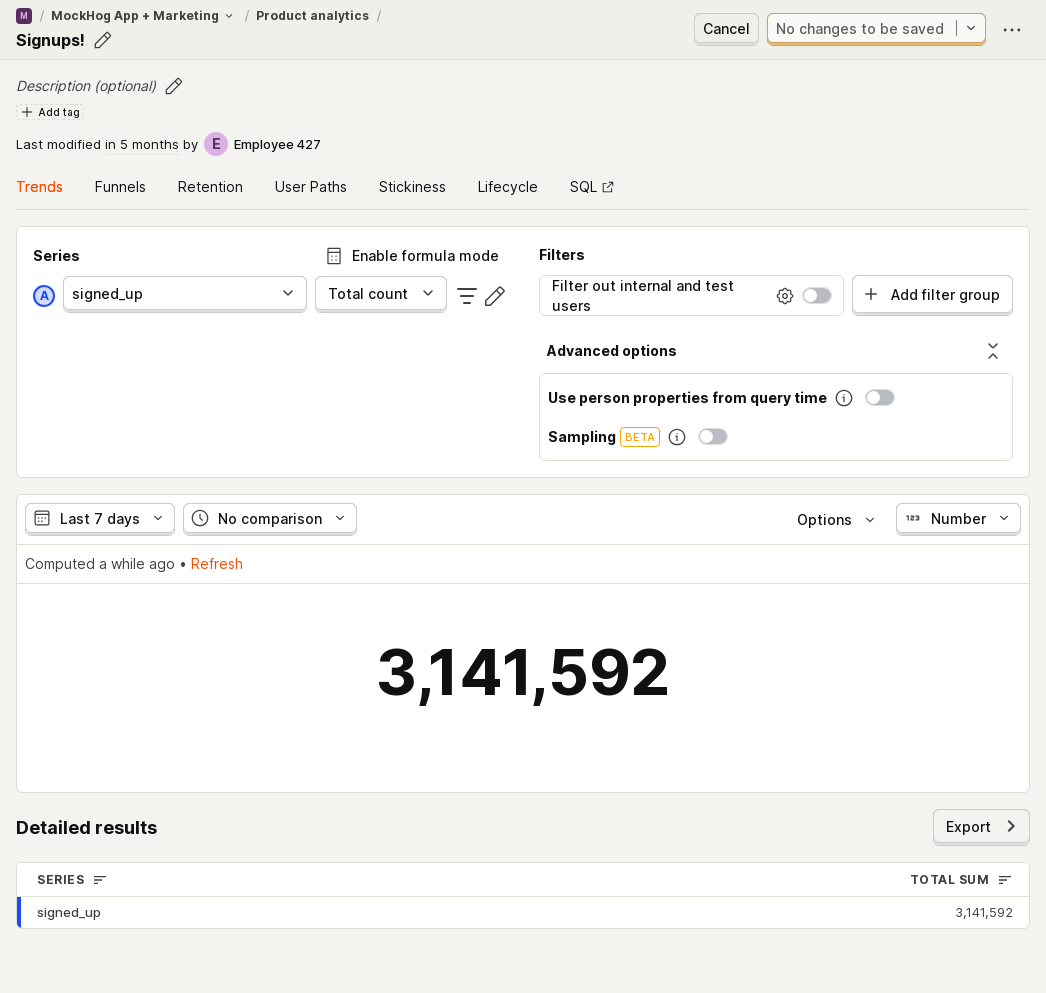 M / MockHog App + Marketing / Product analytics /
Signups!
Cancel
No changes to be saved
Description (optional)
Add tag
Last modified in 5 months by E Employee 427
Trends Funnels Retention User Paths Stickiness Lifecycle SQL
Series
Enable formula mode
A signed_up Total count
Filters
Filter out internal and test
users
Add filter group
Advanced options
Use person properties from query time
Sampling BETA
Last 7 days No comparison
Options
123 Number
Computed a while ago • Refresh
3,141,592
Detailed results
Export
SERIES TOTAL SUM
signed_up 3,141,592